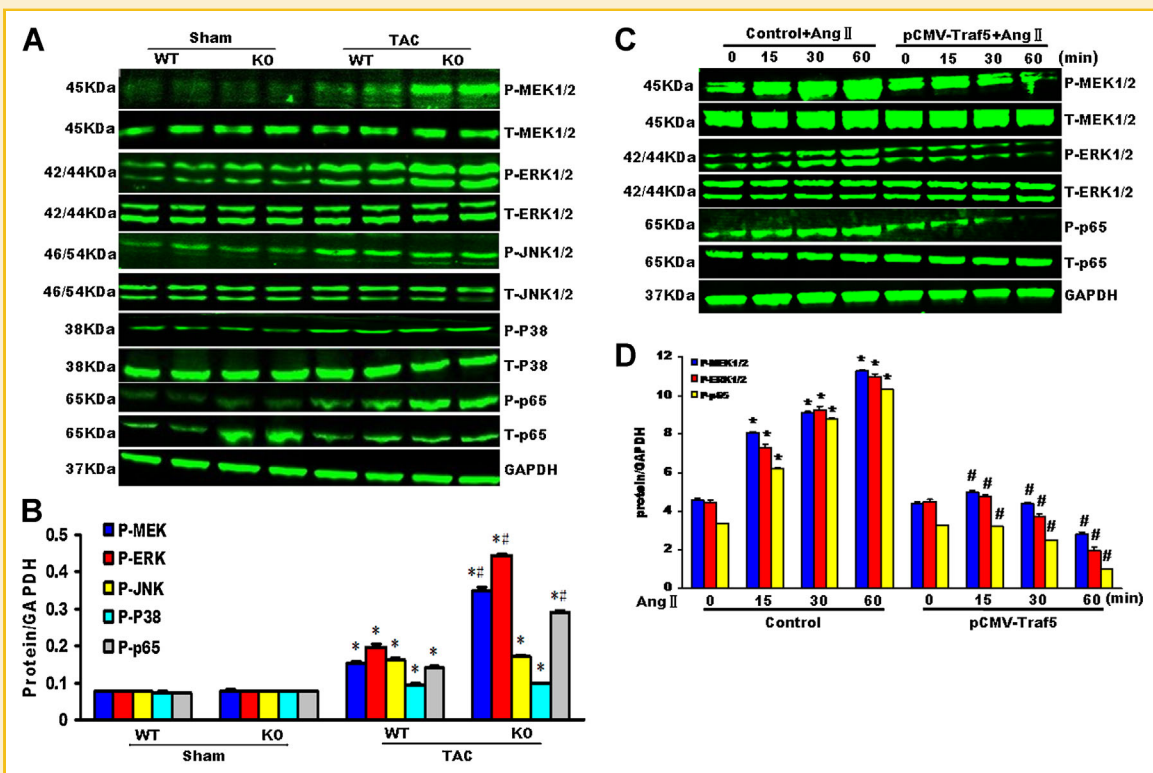 A
Sham TAC
WT KO WT KO
45KDa P-MEK1/2
45KDa T-MEK1/2
42/44KDa P-ERK1/2
42/44KDa T-ERK1/2
46/54KDa P-JNK1/2
46/54KDa T-JNK1/2
38KDa P-P38
38KDa T-P38
65KDa P-p65
65KDa T-p65
37KDa GAPDH
B
Protein/GAPDH
0.5
0.4
0.3
0.2
0.1
0
P-MEK
P-ERK
P-JNK
P-P38
P-p65
* * * * *
*# *# * * *#
WT KO WT KO
Sham TAC
C
Control+Ang Ⅱ pCMV-Traf5+Ang Ⅱ
0 15 30 60 0 15 30 60 (min)
45KDa P-MEK1/2
45KDa T-MEK1/2
42/44KDa P-ERK1/2
42/44KDa T-ERK1/2
65KDa P-p65
65KDa T-p65
37KDa GAPDH
D
protein/GAPDH
12
10
8
6
4
2
0
P-MEK1/2
P-ERK1/2
P-p65
* * *
* * *
* * *
# # #
# # #
# # #
Ang Ⅱ 0 15 30 60 0 15 30 60 (min)
Control pCMV-Traf5